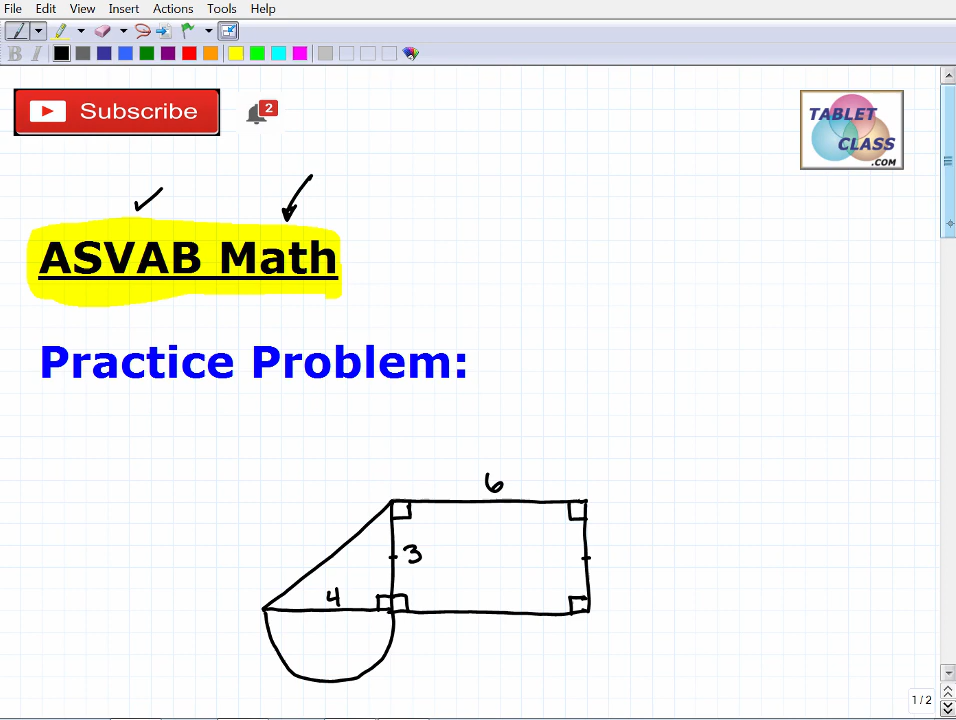 File Edit View Insert Actions Tools Help
B I
Subscribe
2
TABLET
CLASS
.COM
ASVAB Math
Practice Problem:
6
3
4
1 / 2